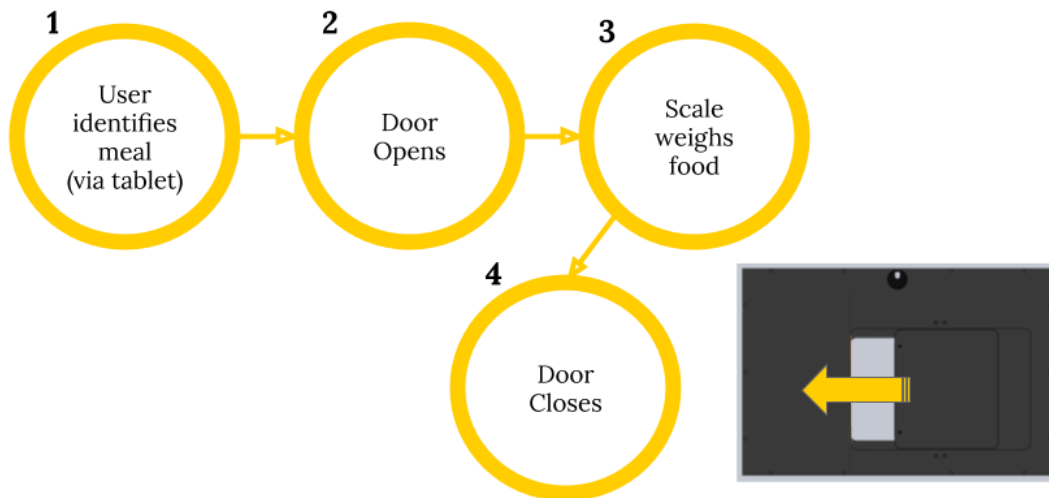 1
User
identifies
meal
(via tablet)
2
Door
Opens
3
Scale
weighs
food
4
Door
Closes